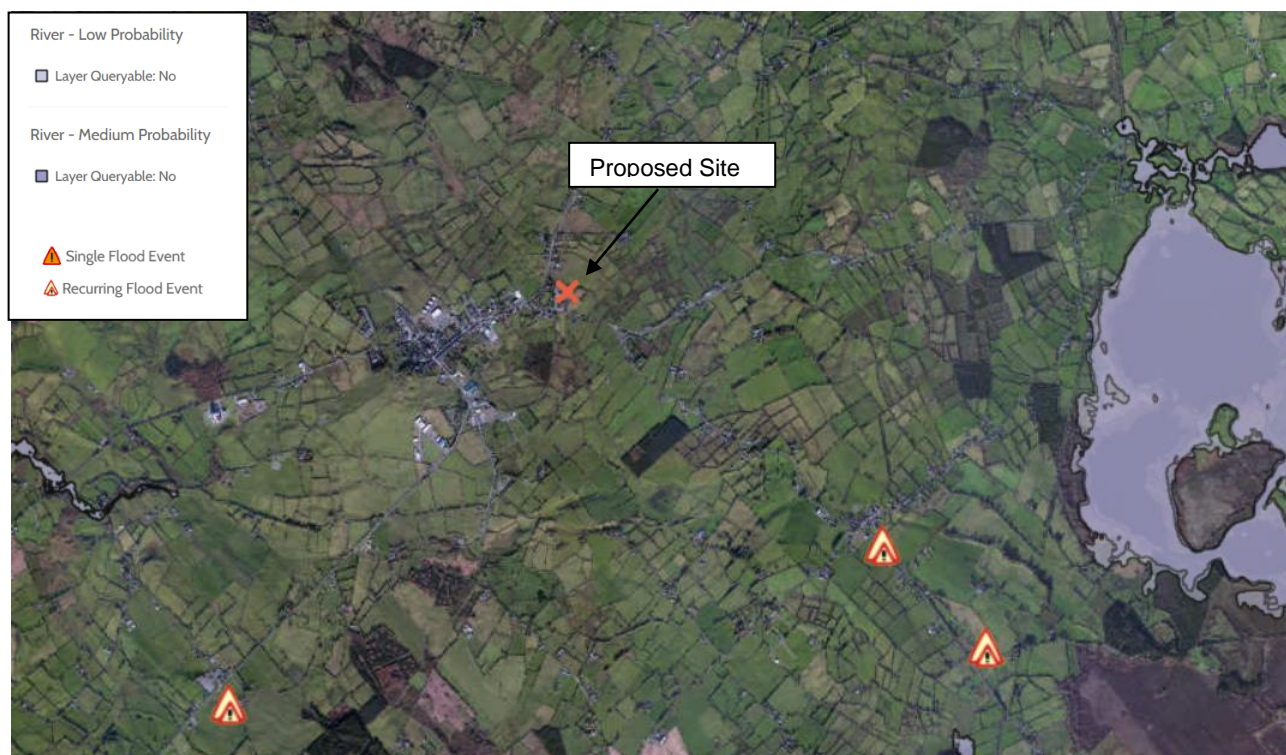 River - Low Probability
Layer Queryable: No
River - Medium Probability
Layer Queryable: No
Single Flood Event
Recurring Flood Event
Proposed Site